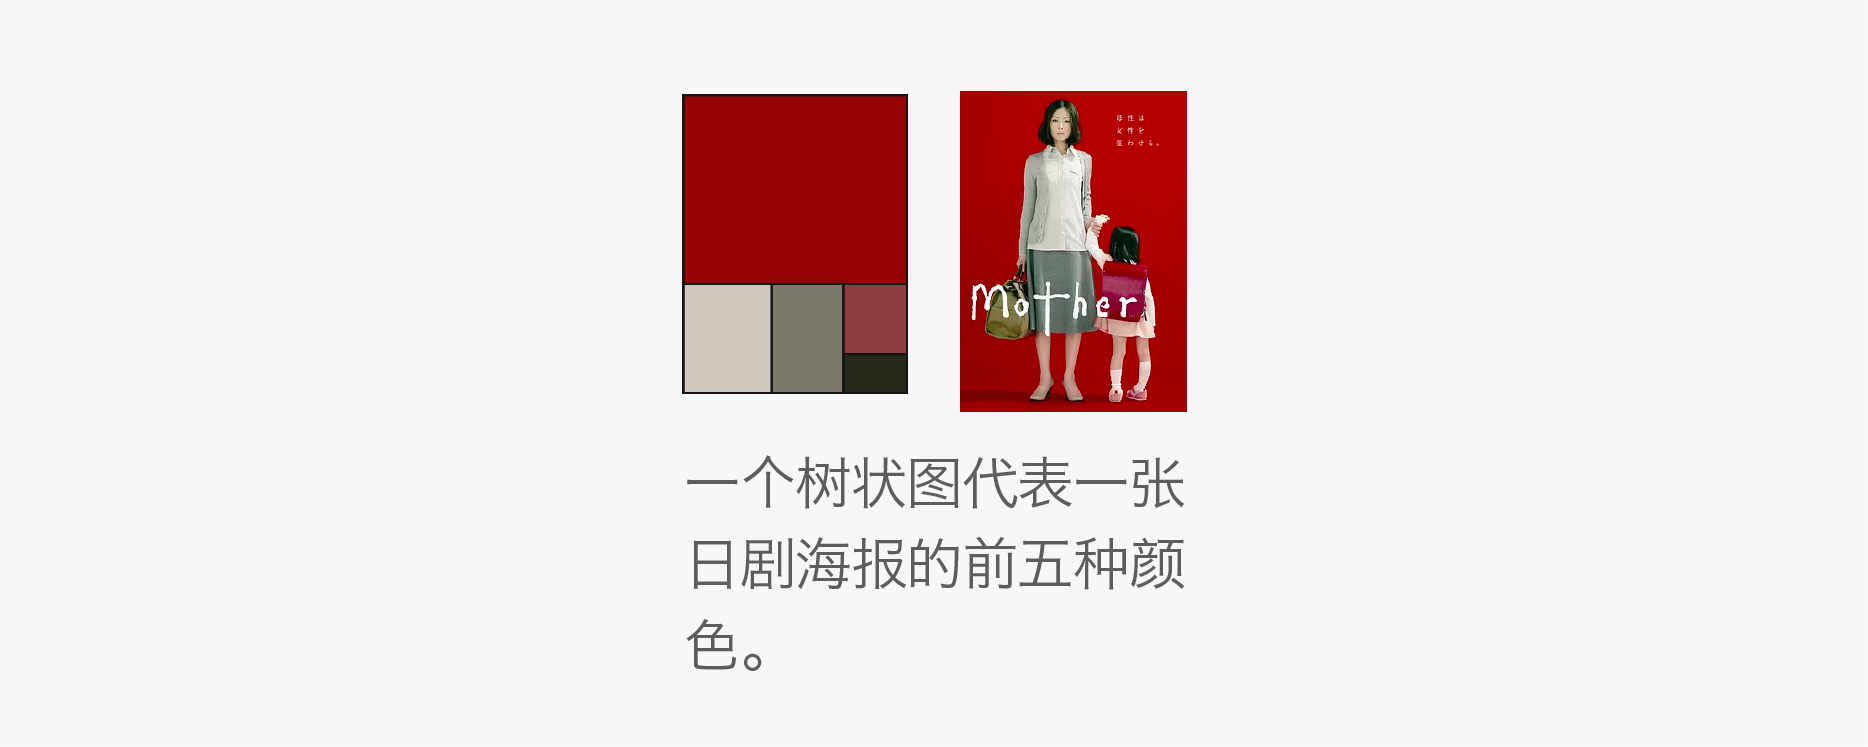 母性は
女性を
狂わせる。
Mother
一个树状图代表一张
日剧海报的前五种颜
色。